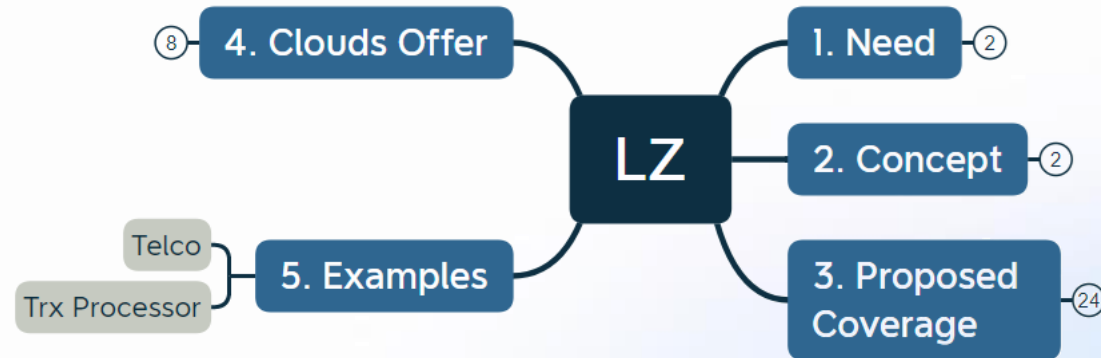 LZ
1. Need
2
2. Concept
2
3. Proposed
Coverage
24
4. Clouds Offer
8
5. Examples
Telco
Trx Processor